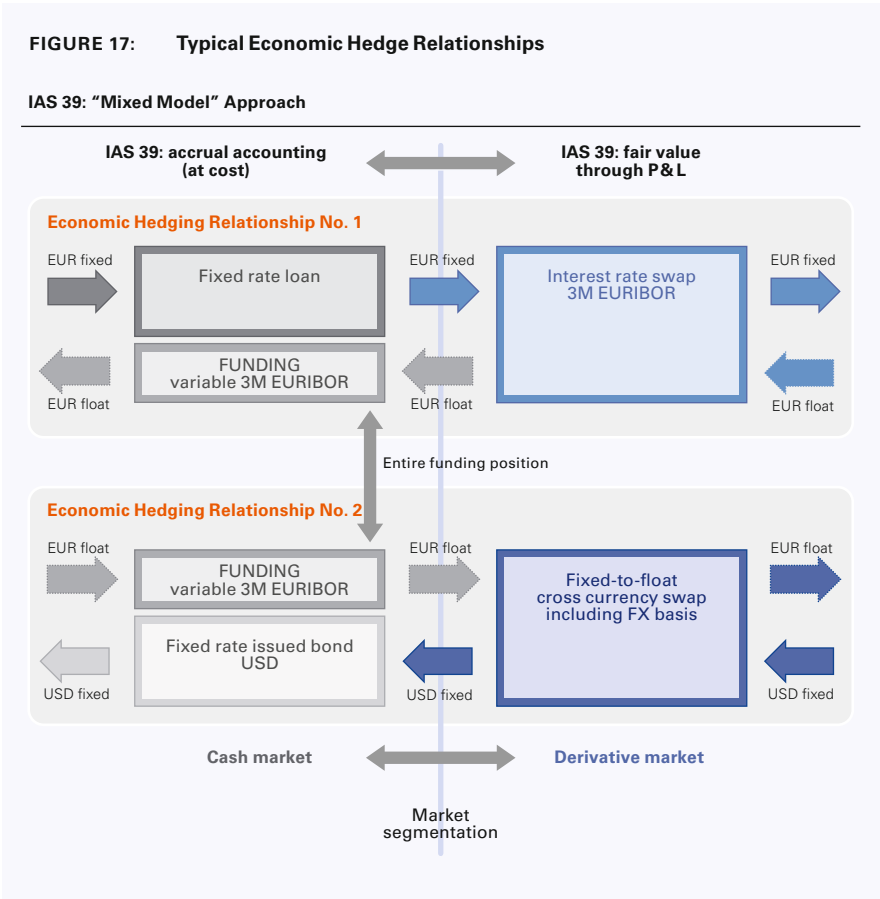 FIGURE 17: Typical Economic Hedge Relationships
IAS 39: “Mixed Model” Approach
IAS 39: accrual accounting
(at cost)
IAS 39: fair value
through P&L
Economic Hedging Relationship No. 1
EUR fixed
Fixed rate loan
EUR fixed
Interest rate swap
3M EURIBOR
EUR fixed
FUNDING
variable 3M EURIBOR
EUR float
EUR float
EUR float
Entire funding position
Economic Hedging Relationship No. 2
EUR float
FUNDING
variable 3M EURIBOR
EUR float
Fixed-to-float
cross currency swap
including FX basis
EUR float
Fixed rate issued bond
USD
USD fixed
USD fixed
USD fixed
Cash market
Derivative market
Market
segmentation